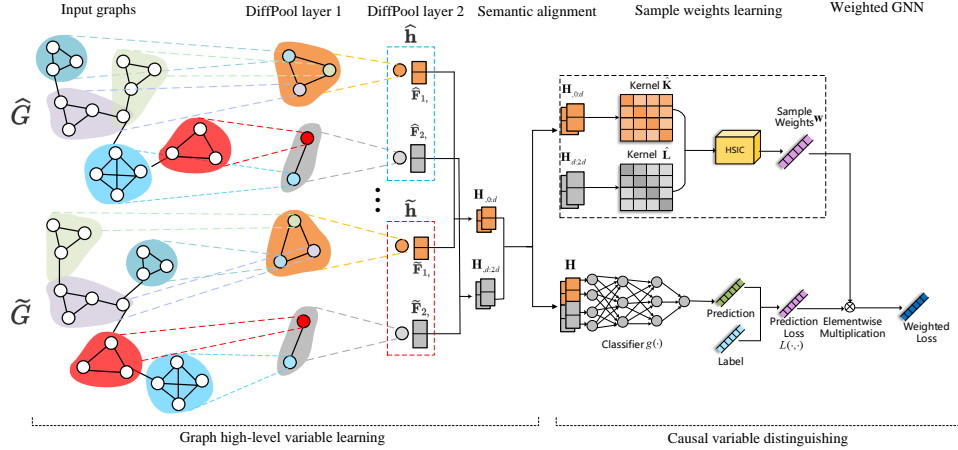 Input graphs
DiffPool layer 1
DiffPool layer 2
Semantic alignment
Sample weights learning
Weighted GNN
ĥ
Ĝ
F̂₁,
F̂₂,
h̃
G̃
F̃₁,
F̃₂,
H,0:d
H,d:2d
H,0:d
Kernel K̂
H,d:2d
Kernel L̂
HSIC
Sample
Weights w
H
Classifier g(·)
Prediction
Label
Prediction
Loss
L(·,·)
Elementwise
Multiplication
Weighted
Loss
Graph high-level variable learning
Causal variable distinguishing